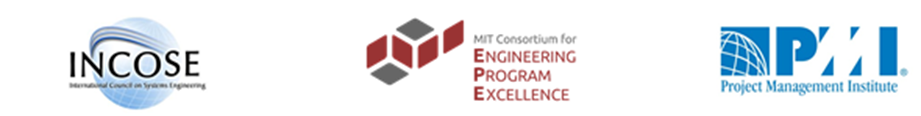 INCOSE
International Council on Systems Engineering
MIT Consortium for
ENGINEERING
PROGRAM
EXCELLENCE
PMI®
Project Management Institute